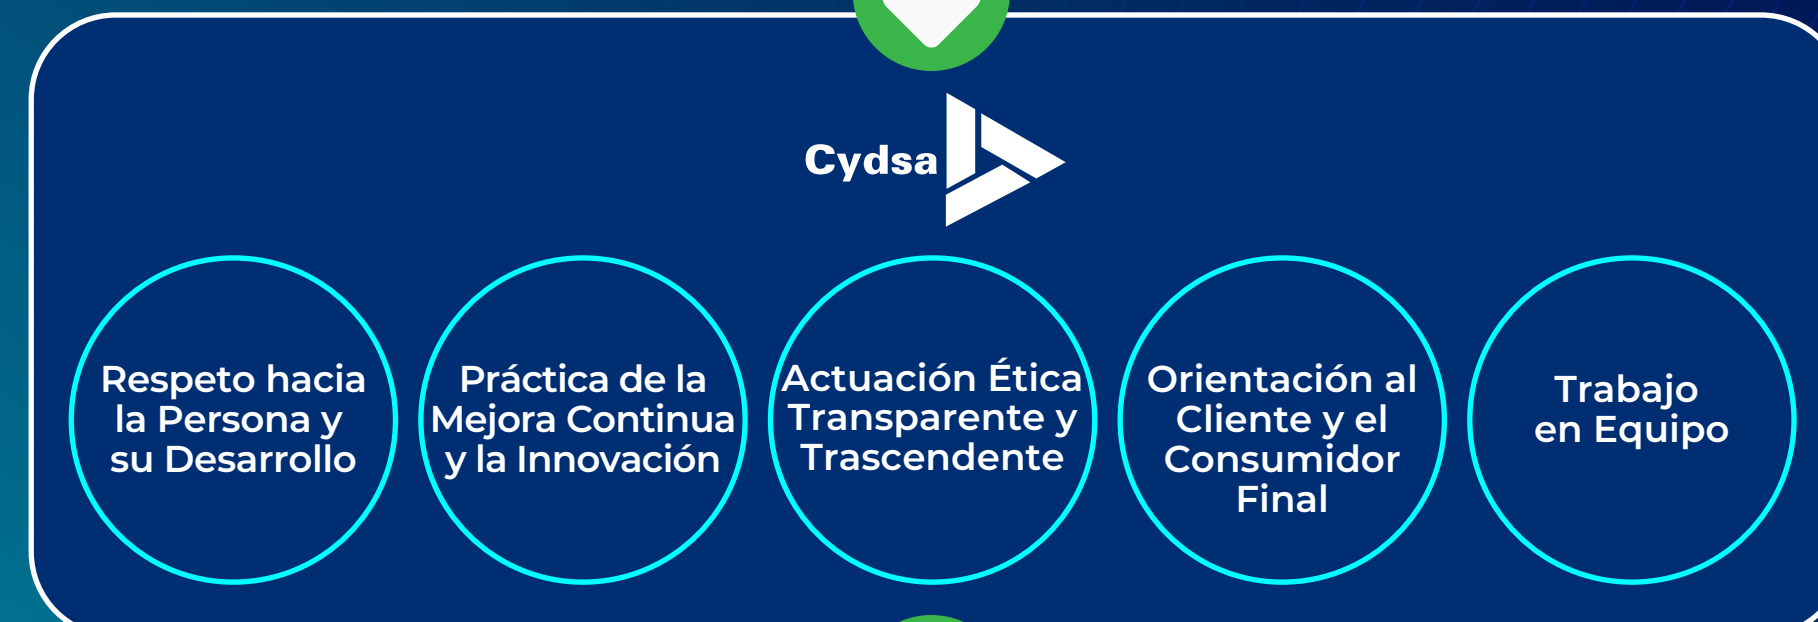 Cydsa
Respeto hacia
la Persona y
su Desarrollo
Práctica de la
Mejora Continua
y la Innovación
Actuación Ética
Transparente y
Trascendente
Orientación al
Cliente y el
Consumidor
Final
Trabajo
en Equipo